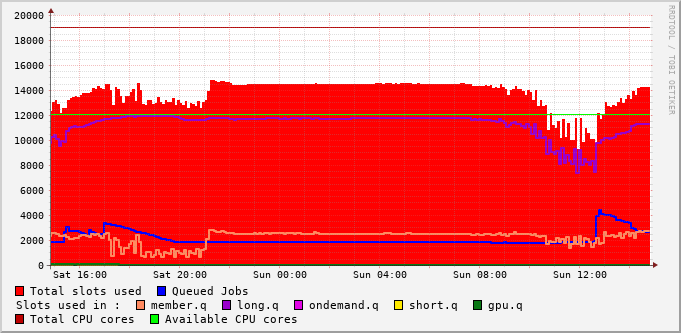 20000
18000
16000
14000
12000
10000
8000
6000
4000
2000
0
Sat 16:00 Sat 20:00 Sun 00:00 Sun 04:00 Sun 08:00 Sun 12:00
RRDTOOL / TOBI OETIKER
Total slots used Queued Jobs
Slots used in : member.q long.q ondemand.q short.q gpu.q
Total CPU cores Available CPU cores